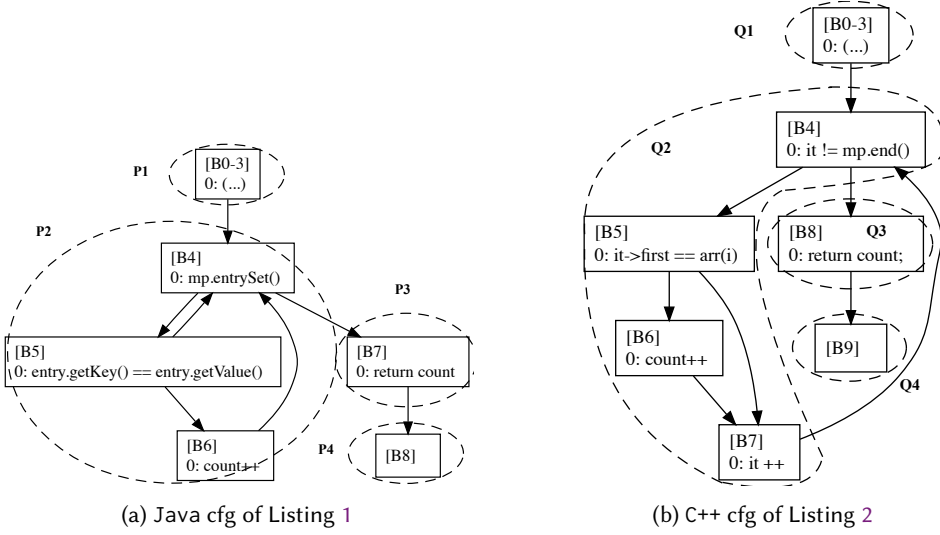 P1
[B0-3]
0: (...)
P2
[B4]
0: mp.entrySet()
P3
[B5]
0: entry.getKey() == entry.getValue()
[B7]
0: return count
[B6]
0: count++
P4
[B8]
(a) Java cfg of Listing 1
Q1
[B0-3]
0: (...)
[B4]
0: it != mp.end()
Q2
[B5]
0: it->first == arr(i)
[B8]
Q3
0: return count;
[B6]
0: count++
[B9]
Q4
[B7]
0: it ++
(b) C++ cfg of Listing 2